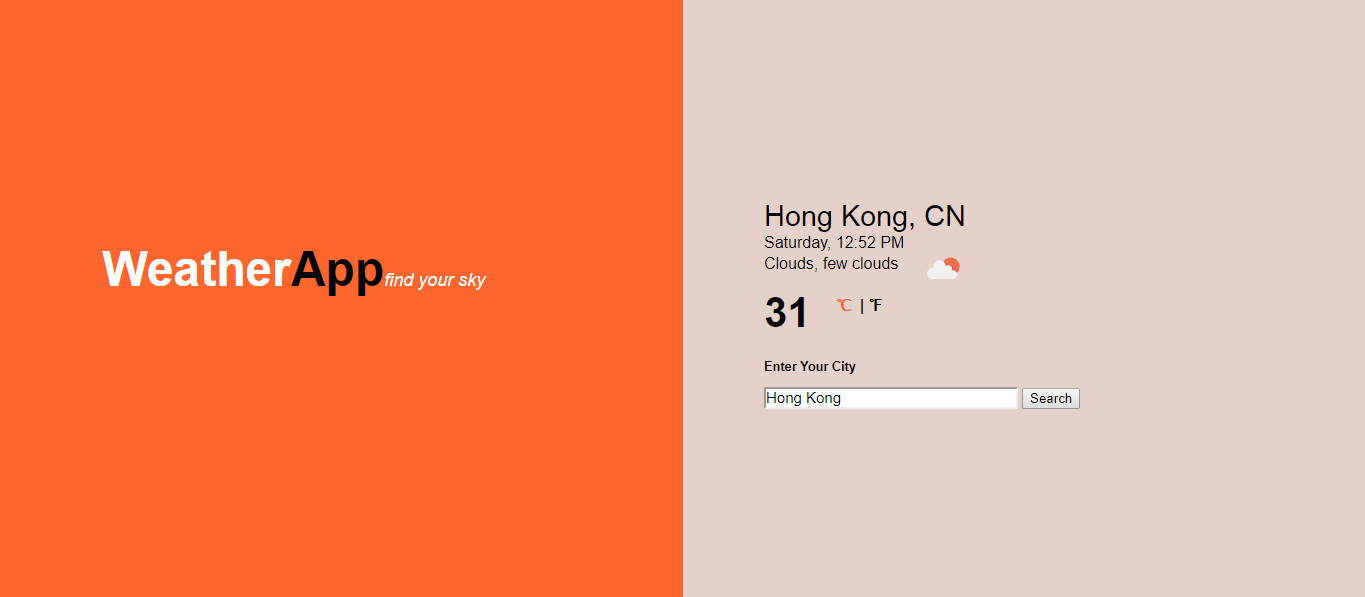 WeatherApp find your sky
Hong Kong, CN
Saturday, 12:52 PM
Clouds, few clouds
31 ℃ | ℉
Enter Your City
Hong Kong Search